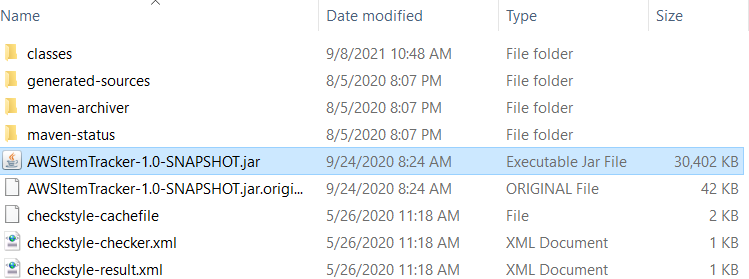 Name Date modified Type Size
classes 9/8/2021 10:48 AM File folder
generated-sources 8/5/2020 8:07 PM File folder
maven-archiver 8/5/2020 8:07 PM File folder
maven-status 8/5/2020 8:07 PM File folder
AWSItemTracker-1.0-SNAPSHOT.jar 9/24/2020 8:24 AM Executable Jar File 30,402 KB
AWSItemTracker-1.0-SNAPSHOT.jar.origi... 9/24/2020 8:24 AM ORIGINAL File 42 KB
checkstyle-cachefile 5/26/2020 11:18 AM File 2 KB
checkstyle-checker.xml 5/26/2020 11:18 AM XML Document 1 KB
checkstyle-result.xml 5/26/2020 11:18 AM XML Document 1 KB